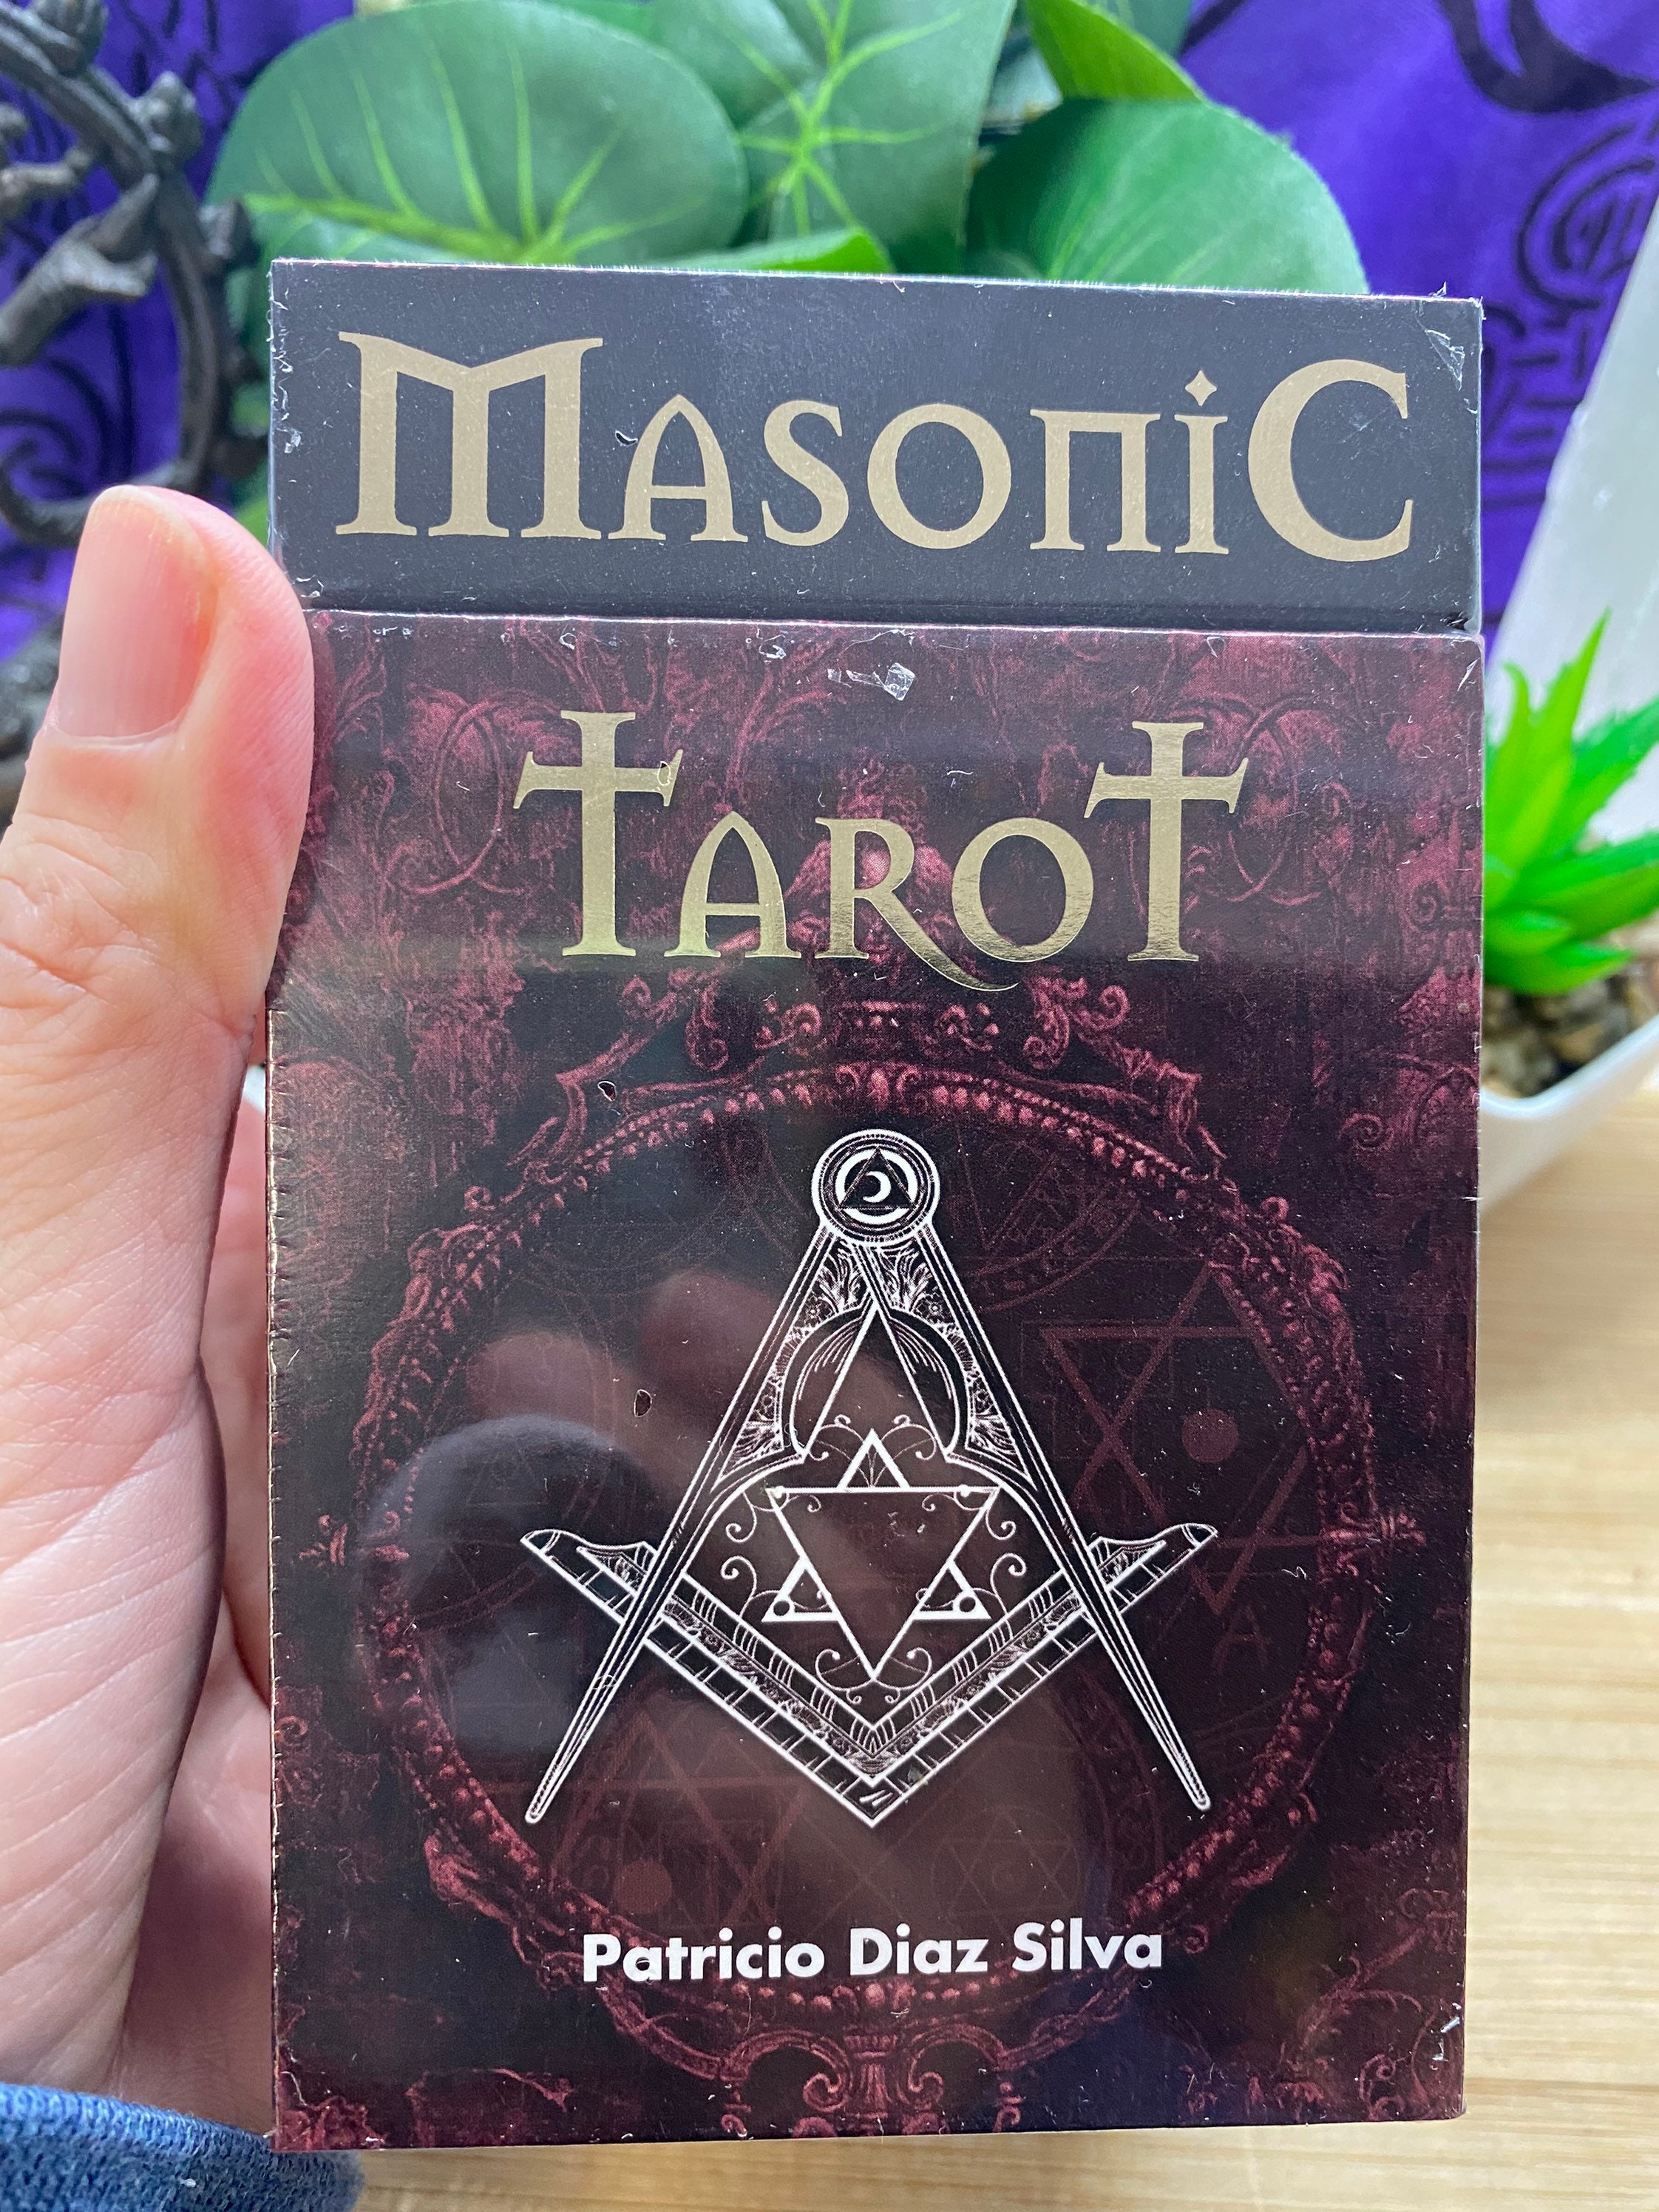 MASONIC
TAROT
Patricio Diaz Silva